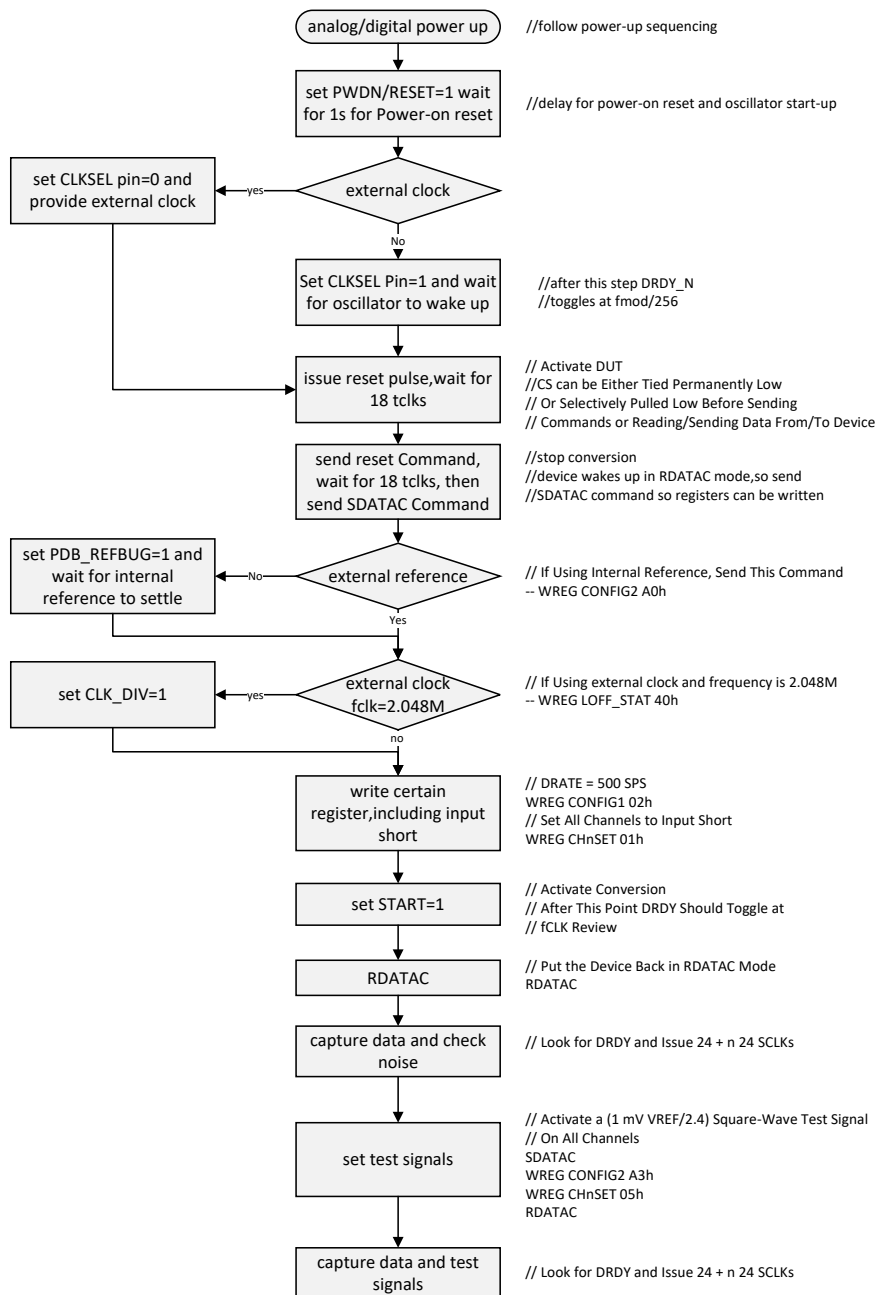 analog/digital power up
//follow power-up sequencing
set PWDN/RESET=1 wait
for 1s for Power-on reset
//delay for power-on reset and oscillator start-up
set CLKSEL pin=0 and
provide external clock
yes
external clock
No
Set CLKSEL Pin=1 and wait
for oscillator to wake up
//after this step DRDY_N
//toggles at fmod/256
issue reset pulse,wait for
18 tclks
// Activate DUT
//CS can be Either Tied Permanently Low
// Or Selectively Pulled Low Before Sending
// Commands or Reading/Sending Data From/To Device
send reset Command,
wait for 18 tclks, then
send SDATAC Command
//stop conversion
//device wakes up in RDATAC mode,so send
//SDATAC command so registers can be written
set PDB_REFBUG=1 and
wait for internal
reference to settle
No
external reference
Yes
// If Using Internal Reference, Send This Command
-- WREG CONFIG2 A0h
set CLK_DIV=1
yes
external clock
fclk=2.048M
no
// If Using external clock and frequency is 2.048M
-- WREG LOFF_STAT 40h
write certain
register,including input
short
// DRATE = 500 SPS
WREG CONFIG1 02h
// Set All Channels to Input Short
WREG CHnSET 01h
set START=1
// Activate Conversion
// After This Point DRDY Should Toggle at
// fCLK Review
RDATAC
// Put the Device Back in RDATAC Mode
RDATAC
capture data and check
noise
// Look for DRDY and Issue 24 + n 24 SCLKs
set test signals
// Activate a (1 mV VREF/2.4) Square-Wave Test Signal
// On All Channels
SDATAC
WREG CONFIG2 A3h
WREG CHnSET 05h
RDATAC
capture data and test
signals
// Look for DRDY and Issue 24 + n 24 SCLKs